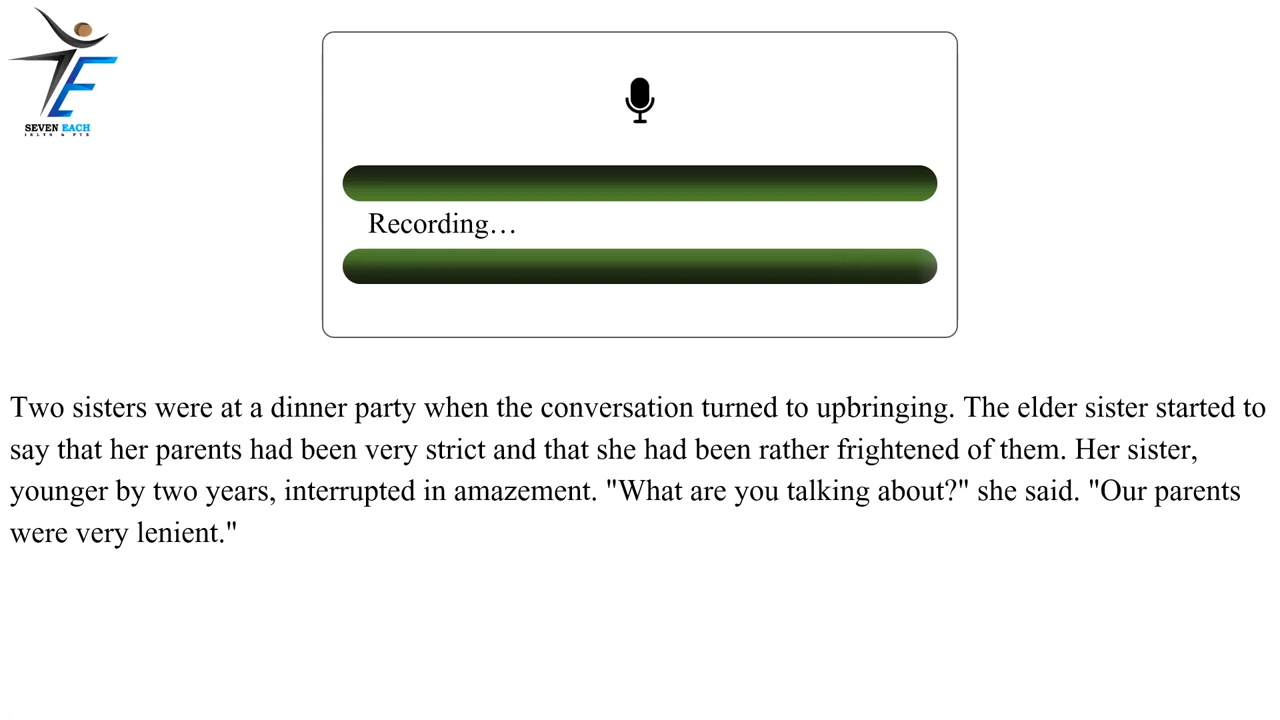 SEVEN EACH
IELTS & PTE
Recording…
Two sisters were at a dinner party when the conversation turned to upbringing. The elder sister started to
say that her parents had been very strict and that she had been rather frightened of them. Her sister,
younger by two years, interrupted in amazement. "What are you talking about?" she said. "Our parents
were very lenient."